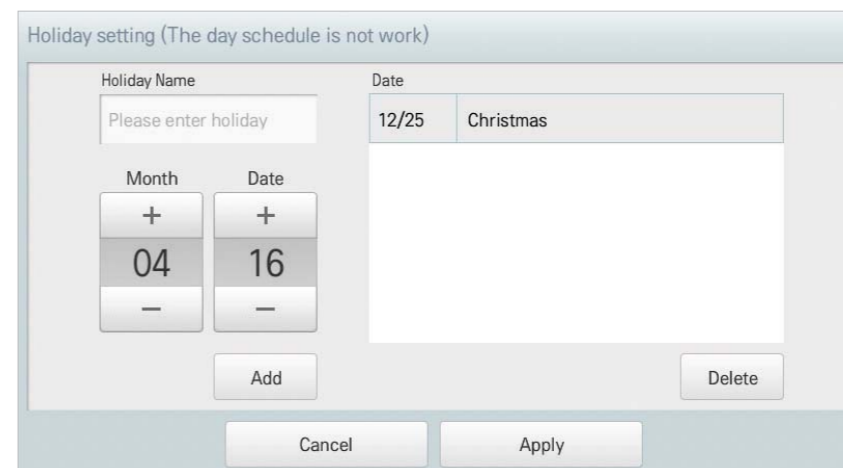 Holiday setting (The day schedule is not work)
Holiday Name
Date
Please enter holiday
12/25 Christmas
Month Date
+ +
04 16
− −
Add
Delete
Cancel Apply